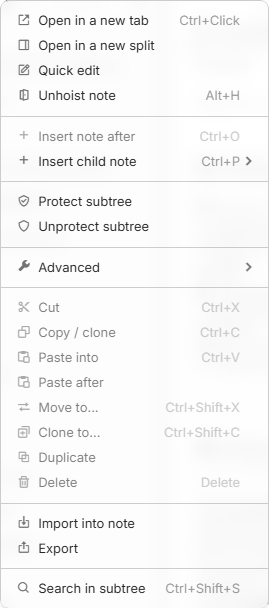 Open in a new tab Ctrl+Click
Open in a new split
Quick edit
Unhoist note Alt+H
Insert note after Ctrl+O
Insert child note Ctrl+P
Protect subtree
Unprotect subtree
Advanced
Cut Ctrl+X
Copy / clone Ctrl+C
Paste into Ctrl+V
Paste after
Move to... Ctrl+Shift+X
Clone to... Ctrl+Shift+C
Duplicate
Delete Delete
Import into note
Export
Search in subtree Ctrl+Shift+S